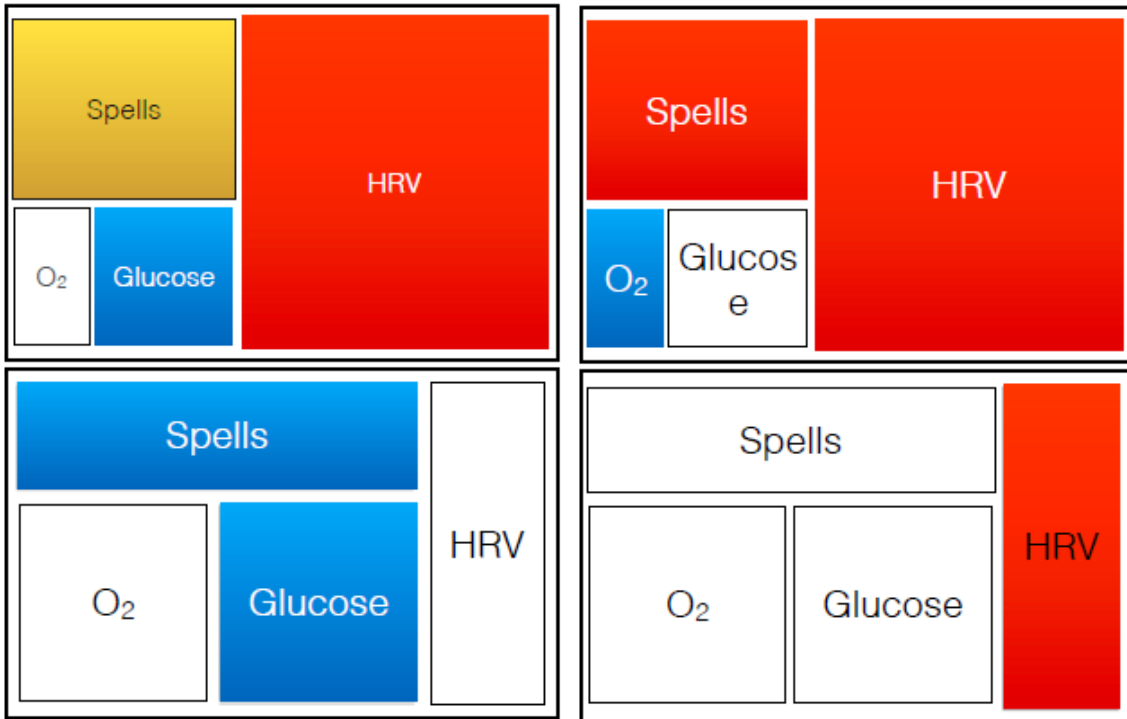 Spells
HRV
O₂
Glucose
Spells
HRV
O₂
Glucos
e
Spells
HRV
O₂
Glucose
Spells
HRV
O₂
Glucose